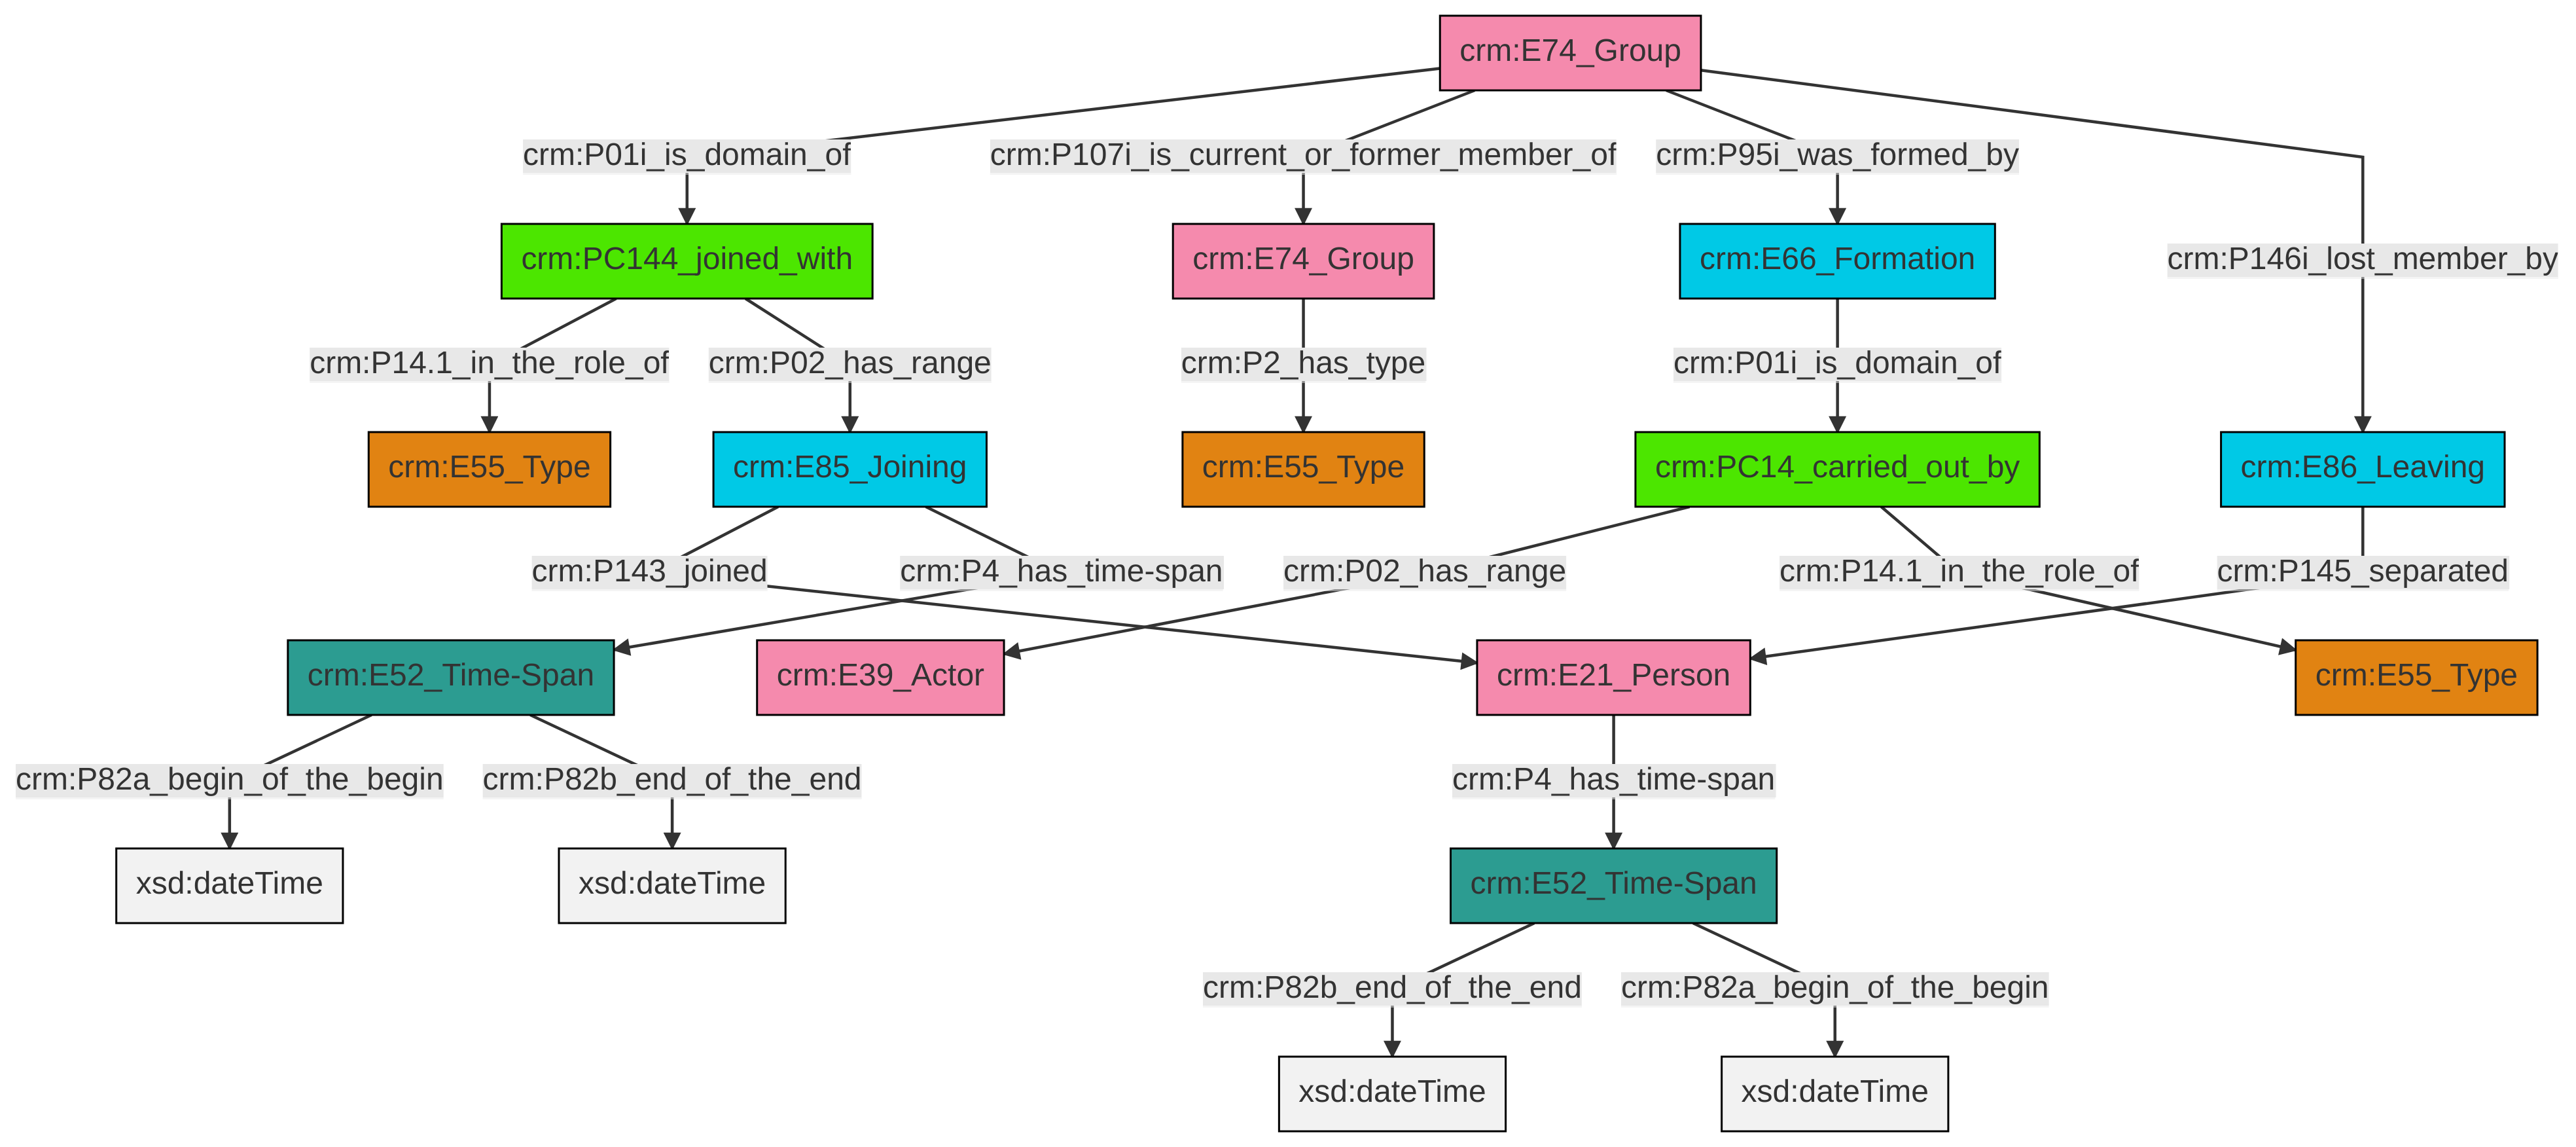 crm:E74_Group
crm:P01i_is_domain_of
crm:P107i_is_current_or_former_member_of
crm:P95i_was_formed_by
crm:PC144_joined_with
crm:E74_Group
crm:E66_Formation
crm:P146i_lost_member_by
crm:P14.1_in_the_role_of
crm:P02_has_range
crm:P2_has_type
crm:P01i_is_domain_of
crm:E55_Type
crm:E85_Joining
crm:E55_Type
crm:PC14_carried_out_by
crm:E86_Leaving
crm:P143_joined
crm:P4_has_time-span
crm:P02_has_range
crm:P14.1_in_the_role_of
crm:P145_separated
crm:E52_Time-Span
crm:E39_Actor
crm:E21_Person
crm:E55_Type
crm:P82a_begin_of_the_begin
crm:P82b_end_of_the_end
crm:P4_has_time-span
xsd:dateTime
xsd:dateTime
crm:E52_Time-Span
crm:P82b_end_of_the_end
crm:P82a_begin_of_the_begin
xsd:dateTime
xsd:dateTime